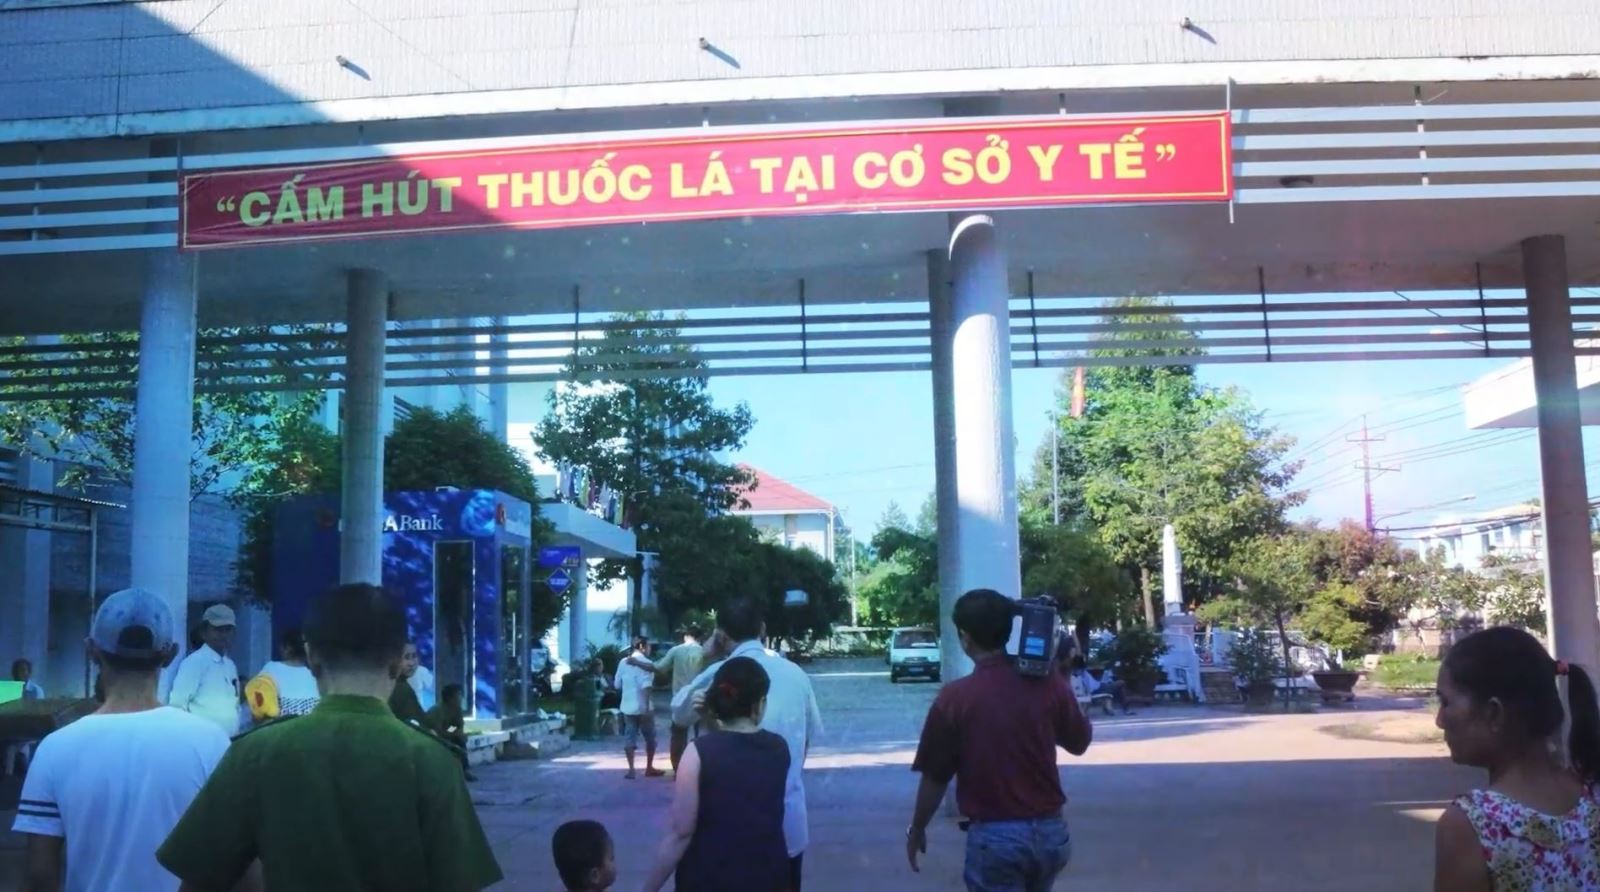 “CẤM HÚT THUỐC LÁ TẠI CƠ SỞ Y TẾ”
Bank